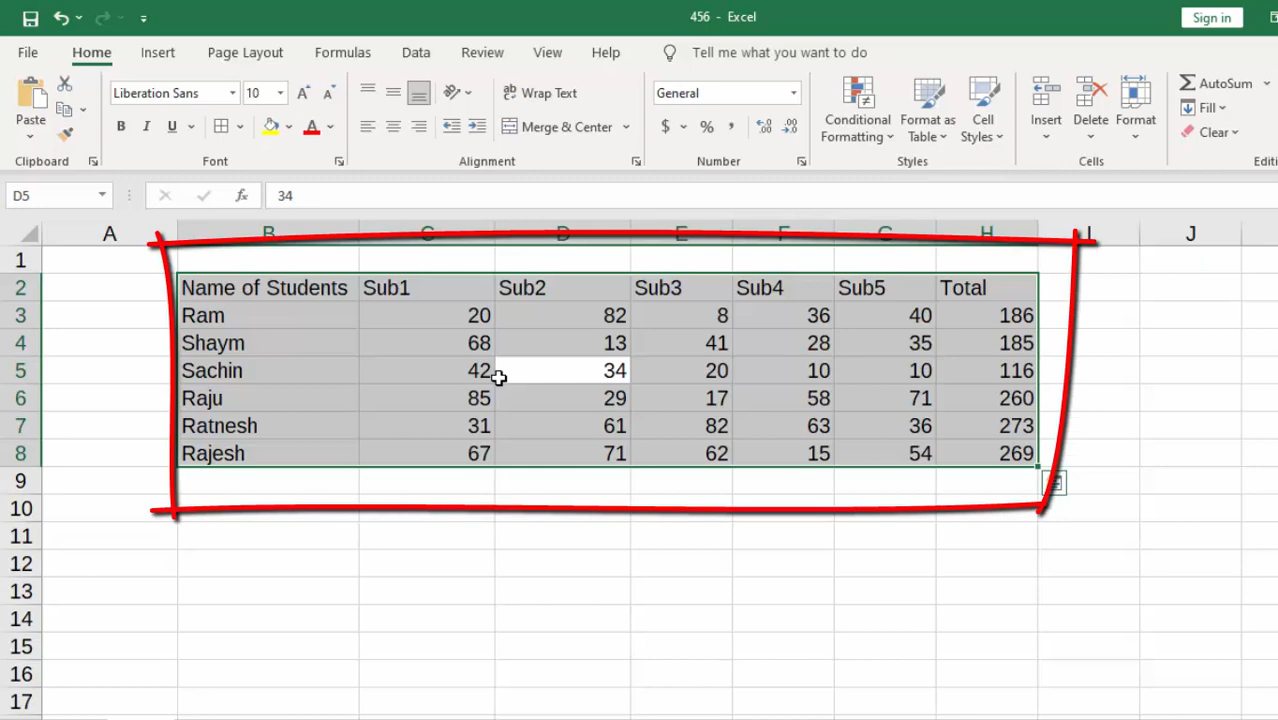 456 - Excel
Sign in
File Home Insert Page Layout Formulas Data Review View Help Tell me what you want to do
Paste
Liberation Sans 10
B I U A
Wrap Text
Merge & Center
General
$ %
Conditional Formatting
Format as Table
Cell Styles
Insert
Delete
Format
AutoSum
Fill
Clear
Clipboard Font Alignment Number Styles Cells
D5 fx 34
A B C D E F G H I J
1
2 Name of Students Sub1 Sub2 Sub3 Sub4 Sub5 Total
3 Ram 20 82 8 36 40 186
4 Shaym 68 13 41 28 35 185
5 Sachin 42 34 20 10 10 116
6 Raju 85 29 17 58 71 260
7 Ratnesh 31 61 82 63 36 273
8 Rajesh 67 71 62 15 54 269
9
10
11
12
13
14
15
16
17